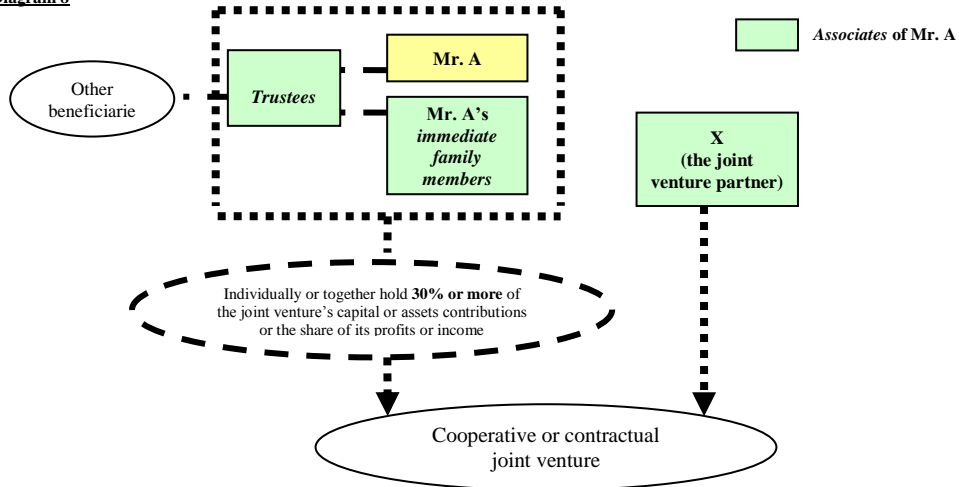 Diagram 8
Associates of Mr. A
Mr. A
Trustees
Other
beneficiarie
Mr. A's
immediate
family
members
X
(the joint
venture partner)
Individually or together hold 30% or more of
the joint venture's capital or assets contributions
or the share of its profits or income
Cooperative or contractual
joint venture